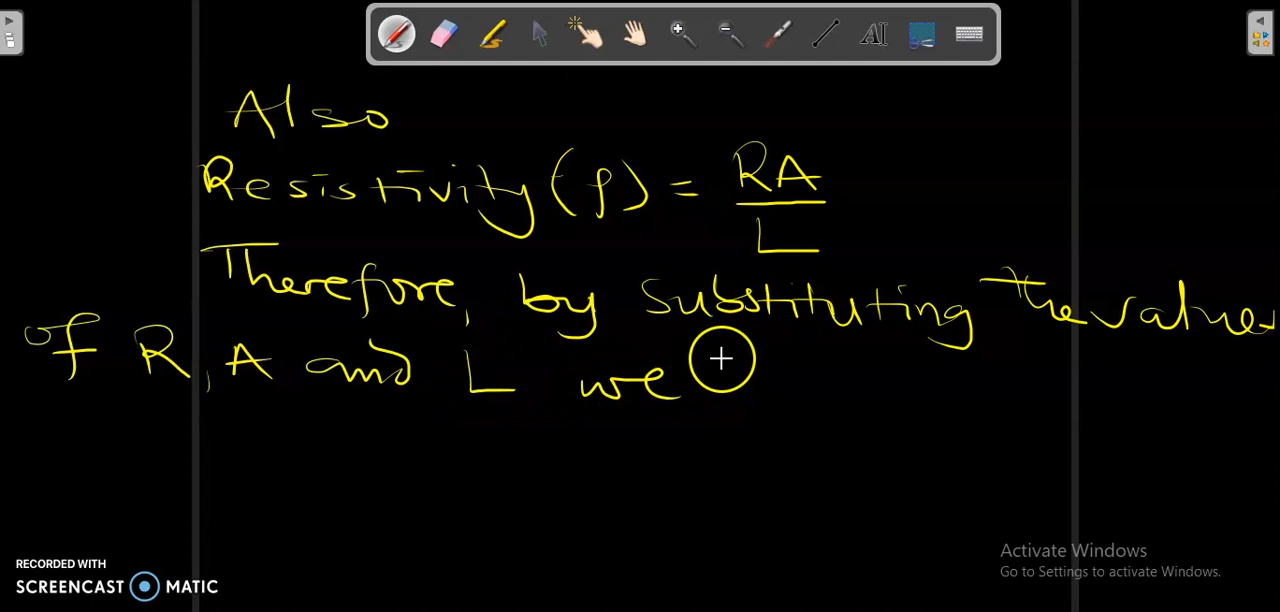 Also
Resistivity (ρ) = RA
L
Therefore, by substituting the values
of R, A and L we
Activate Windows
Go to Settings to activate Windows.
RECORDED WITH
SCREENCAST MATIC